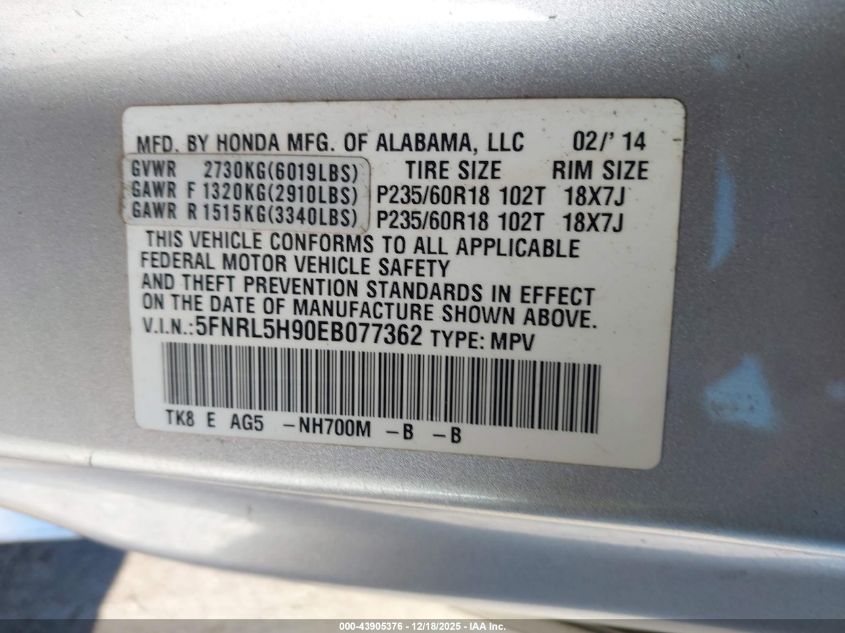 MFD. BY HONDA MFG. OF ALABAMA, LLC 02/' 14
GVWR 2730KG(6019LBS) TIRE SIZE RIM SIZE
GAWR F 1320KG(2910LBS) P235/60R18 102T 18X7J
GAWR R 1515KG(3340LBS) P235/60R18 102T 18X7J
THIS VEHICLE CONFORMS TO ALL APPLICABLE
FEDERAL MOTOR VEHICLE SAFETY
AND THEFT PREVENTION STANDARDS IN EFFECT
ON THE DATE OF MANUFACTURE SHOWN ABOVE.
V.I.N.:5FNRL5H90EB077362 TYPE: MPV
TK8 E AG5 -NH700M -B -B
000-43905376 - 12/18/2025 - IAA Inc.